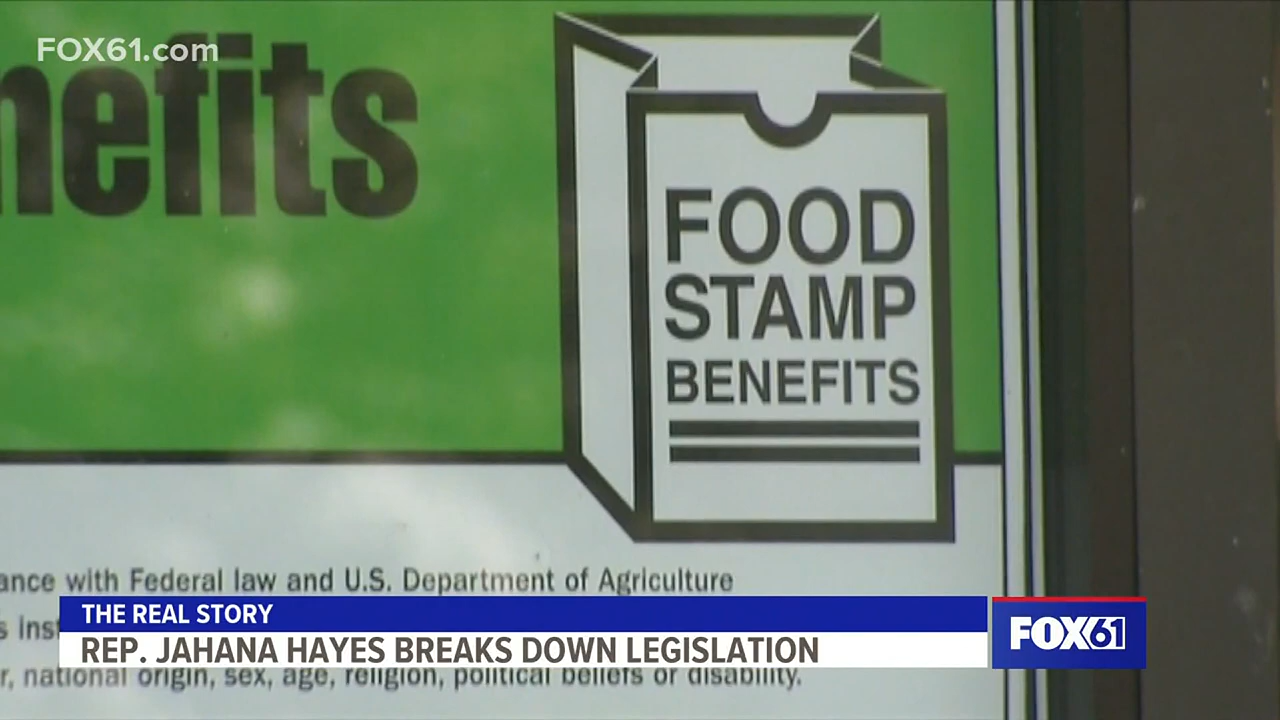 FOX61.com
nefits
FOOD
STAMP
BENEFITS
ance with Federal law and U.S. Department of Agriculture
THE REAL STORY
s inst
REP. JAHANA HAYES BREAKS DOWN LEGISLATION
FOX61
r, national origin, sex, age, religion, political beliefs or disability.